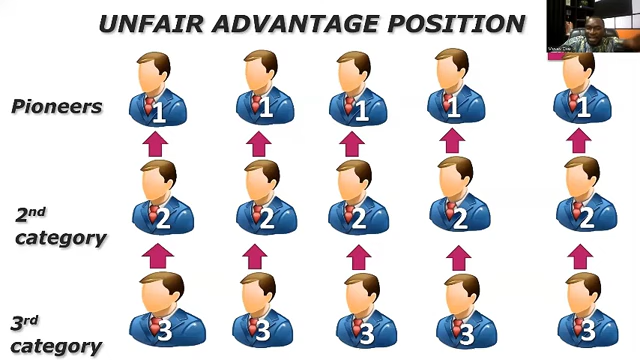 UNFAIR ADVANTAGE POSITION
Pioneers
1 1 1 1 1
2nd
category
2 2 2 2 2
3rd
category
3 3 3 3 3